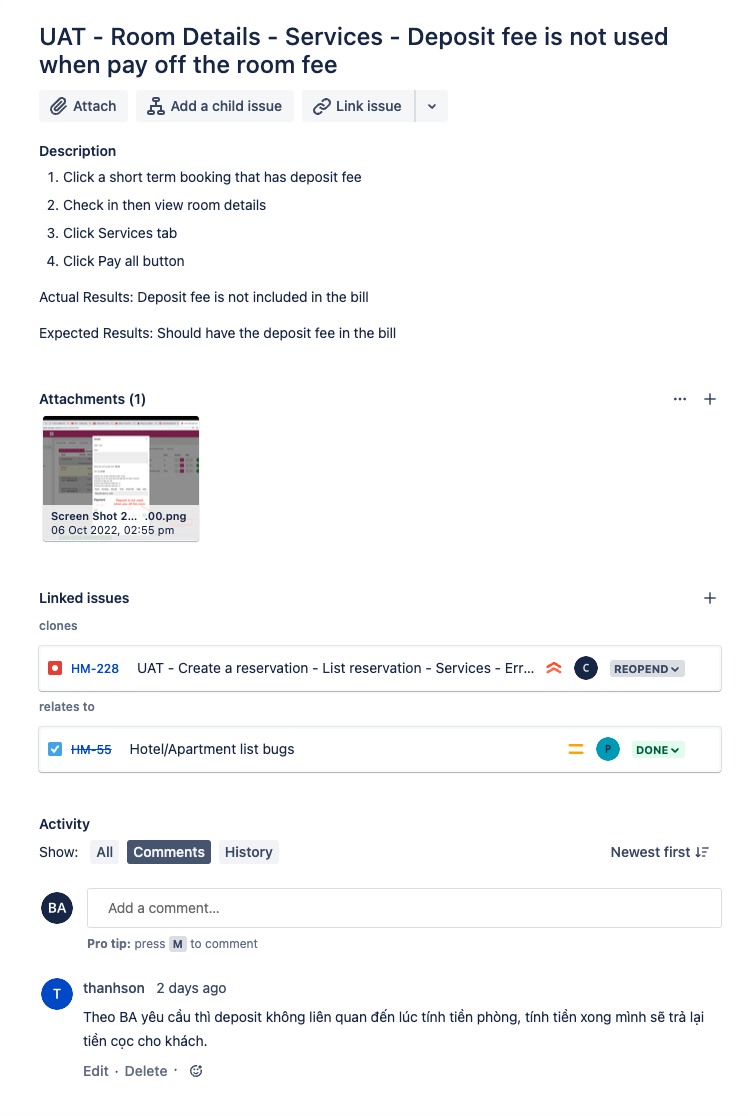 UAT - Room Details - Services - Deposit fee is not used
when pay off the room fee
Attach
Add a child issue
Link issue
Description
1. Click a short term booking that has deposit fee
2. Check in then view room details
3. Click Services tab
4. Click Pay all button
Actual Results: Deposit fee is not included in the bill
Expected Results: Should have the deposit fee in the bill
Attachments (1)
Screen Shot 2... .00.png
06 Oct 2022, 02:55 pm
Linked issues
clones
HM-228 UAT - Create a reservation - List reservation - Services - Err... C REOPEND
relates to
HM-55 Hotel/Apartment list bugs P DONE
Activity
Show: All Comments History Newest first
BA Add a comment...
Pro tip: press M to comment
T thanhson 2 days ago
Theo BA yêu cầu thì deposit không liên quan đến lúc tính tiền phòng, tính tiền xong mình sẽ trả lại
tiền cọc cho khách.
Edit · Delete ·